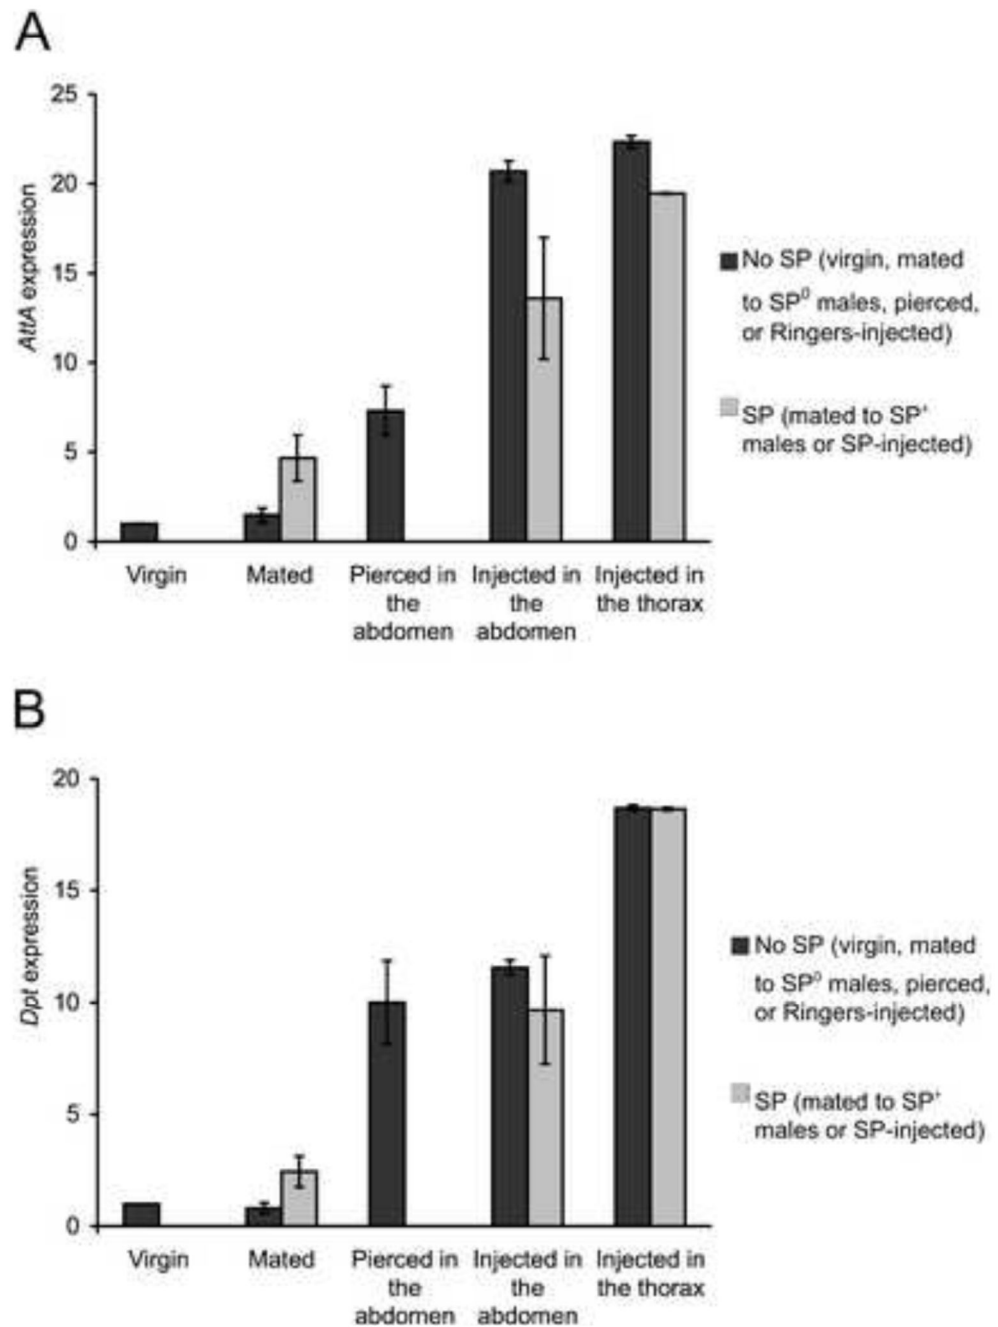 A
25
20
15
10
5
0
AttA expression
Virgin
Mated
Pierced in
the
abdomen
Injected in
the
abdomen
Injected in
the thorax
No SP (virgin, mated
to SP⁰ males, pierced,
or Ringers-injected)
SP (mated to SP⁺
males or SP-injected)
B
20
15
10
5
0
Dpt expression
Virgin
Mated
Pierced in
the
abdomen
Injected in
the
abdomen
Injected in
the thorax
No SP (virgin, mated
to SP⁰ males, pierced,
or Ringers-injected)
SP (mated to SP⁺
males or SP-injected)